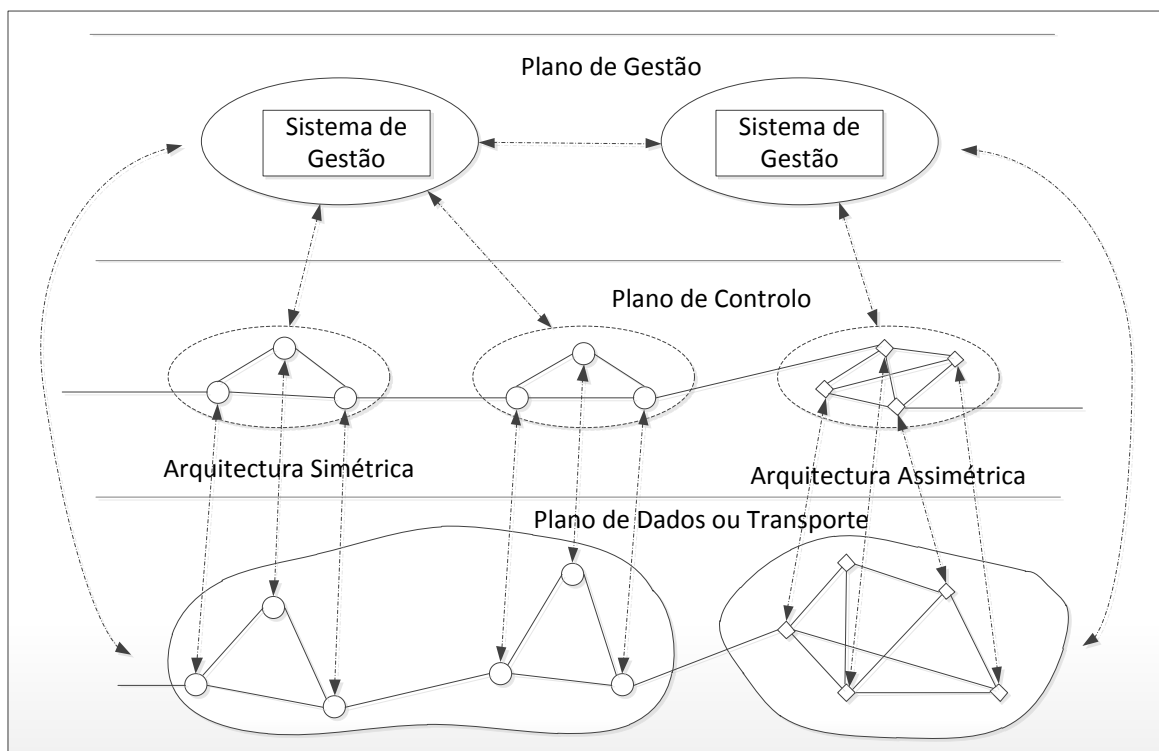 Plano de Gestão
Sistema de
Gestão
Sistema de
Gestão
Plano de Controlo
Arquitectura Simétrica
Arquitectura Assimétrica
Plano de Dados ou Transporte